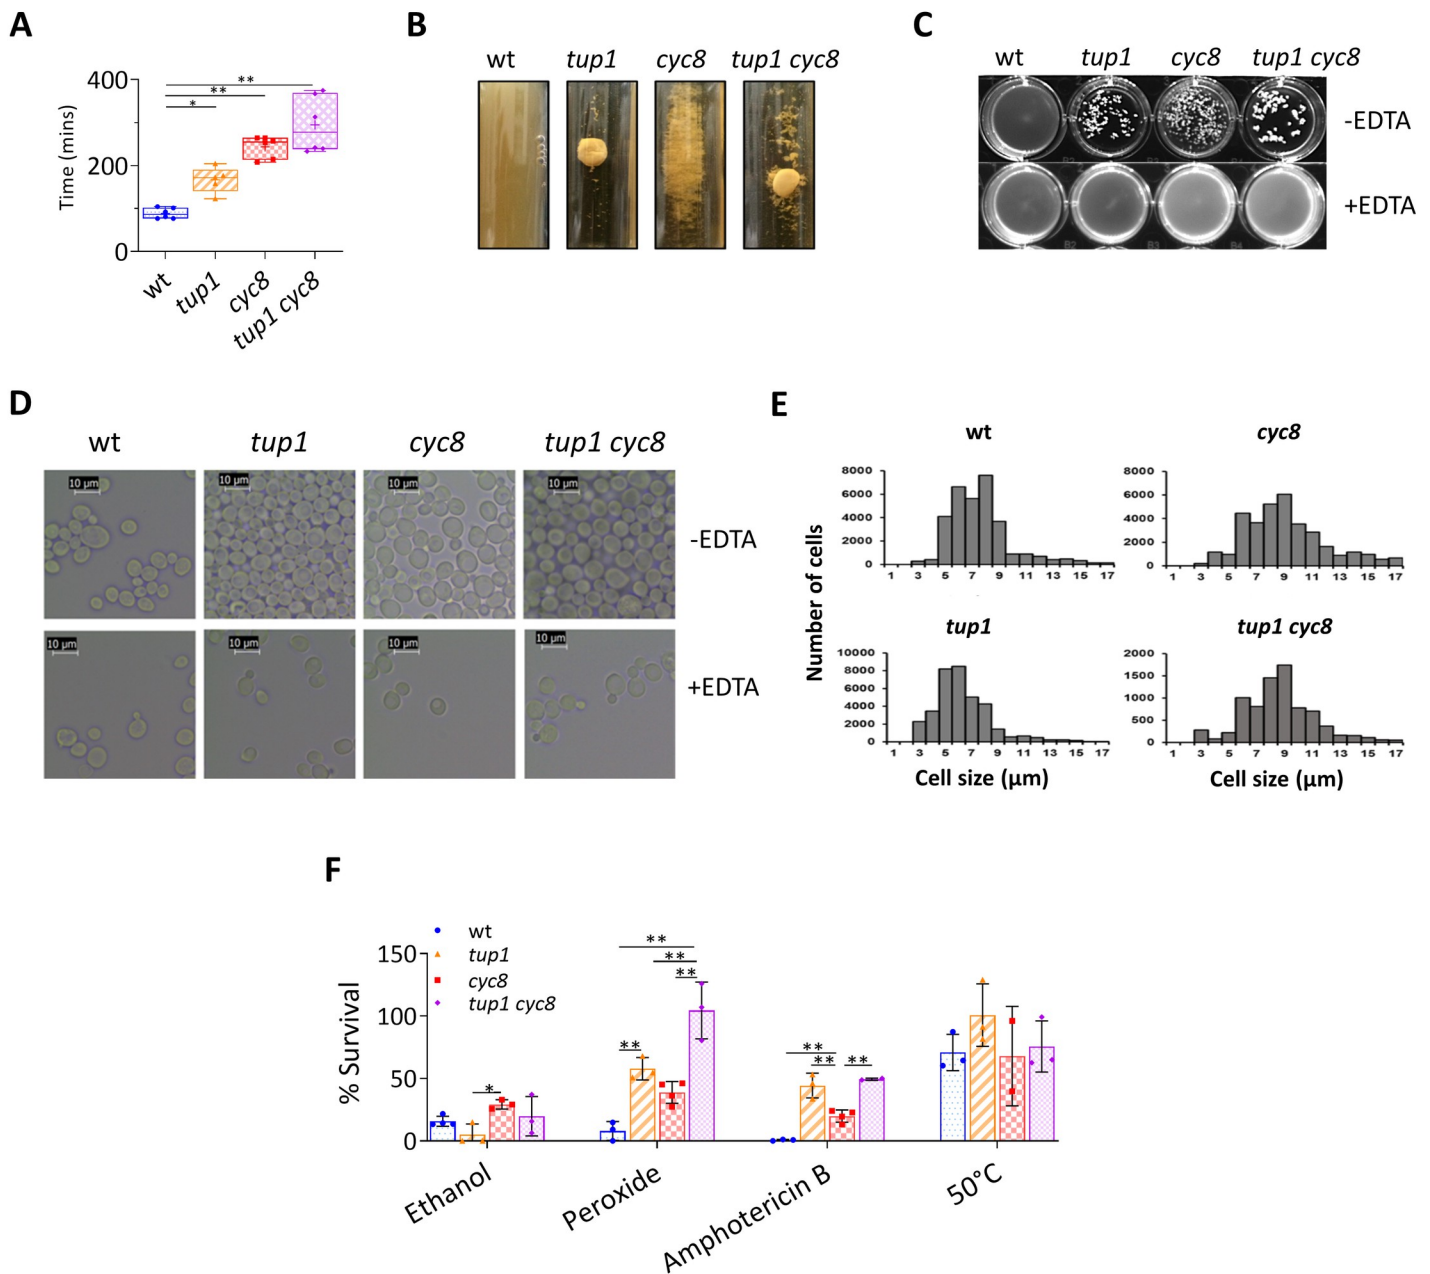 A
Time (mins)
400
200
0
wt
tup1
cyc8
tup1 cyc8
**
**
*
B
wt tup1 cyc8 tup1 cyc8
C
wt tup1 cyc8 tup1 cyc8
-EDTA
+EDTA
B2 B3 B4
D
wt tup1 cyc8 tup1 cyc8
10 µm 10 µm 10 µm 10 µm
-EDTA
10 µm 10 µm 10 µm 10 µm
+EDTA
E
Number of cells
wt
8000
6000
4000
2000
0
1 3 5 7 9 11 13 15 17
cyc8
8000
6000
4000
2000
0
1 3 5 7 9 11 13 15 17
tup1
10000
8000
6000
4000
2000
0
1 3 5 7 9 11 13 15 17
Cell size (µm)
tup1 cyc8
2000
1500
1000
500
0
1 3 5 7 9 11 13 15 17
Cell size (µm)
F
wt
tup1
cyc8
tup1 cyc8
% Survival
150
100
50
0
*
**
**
**
**
**
** **
Ethanol
Peroxide
Amphotericin B
50°C